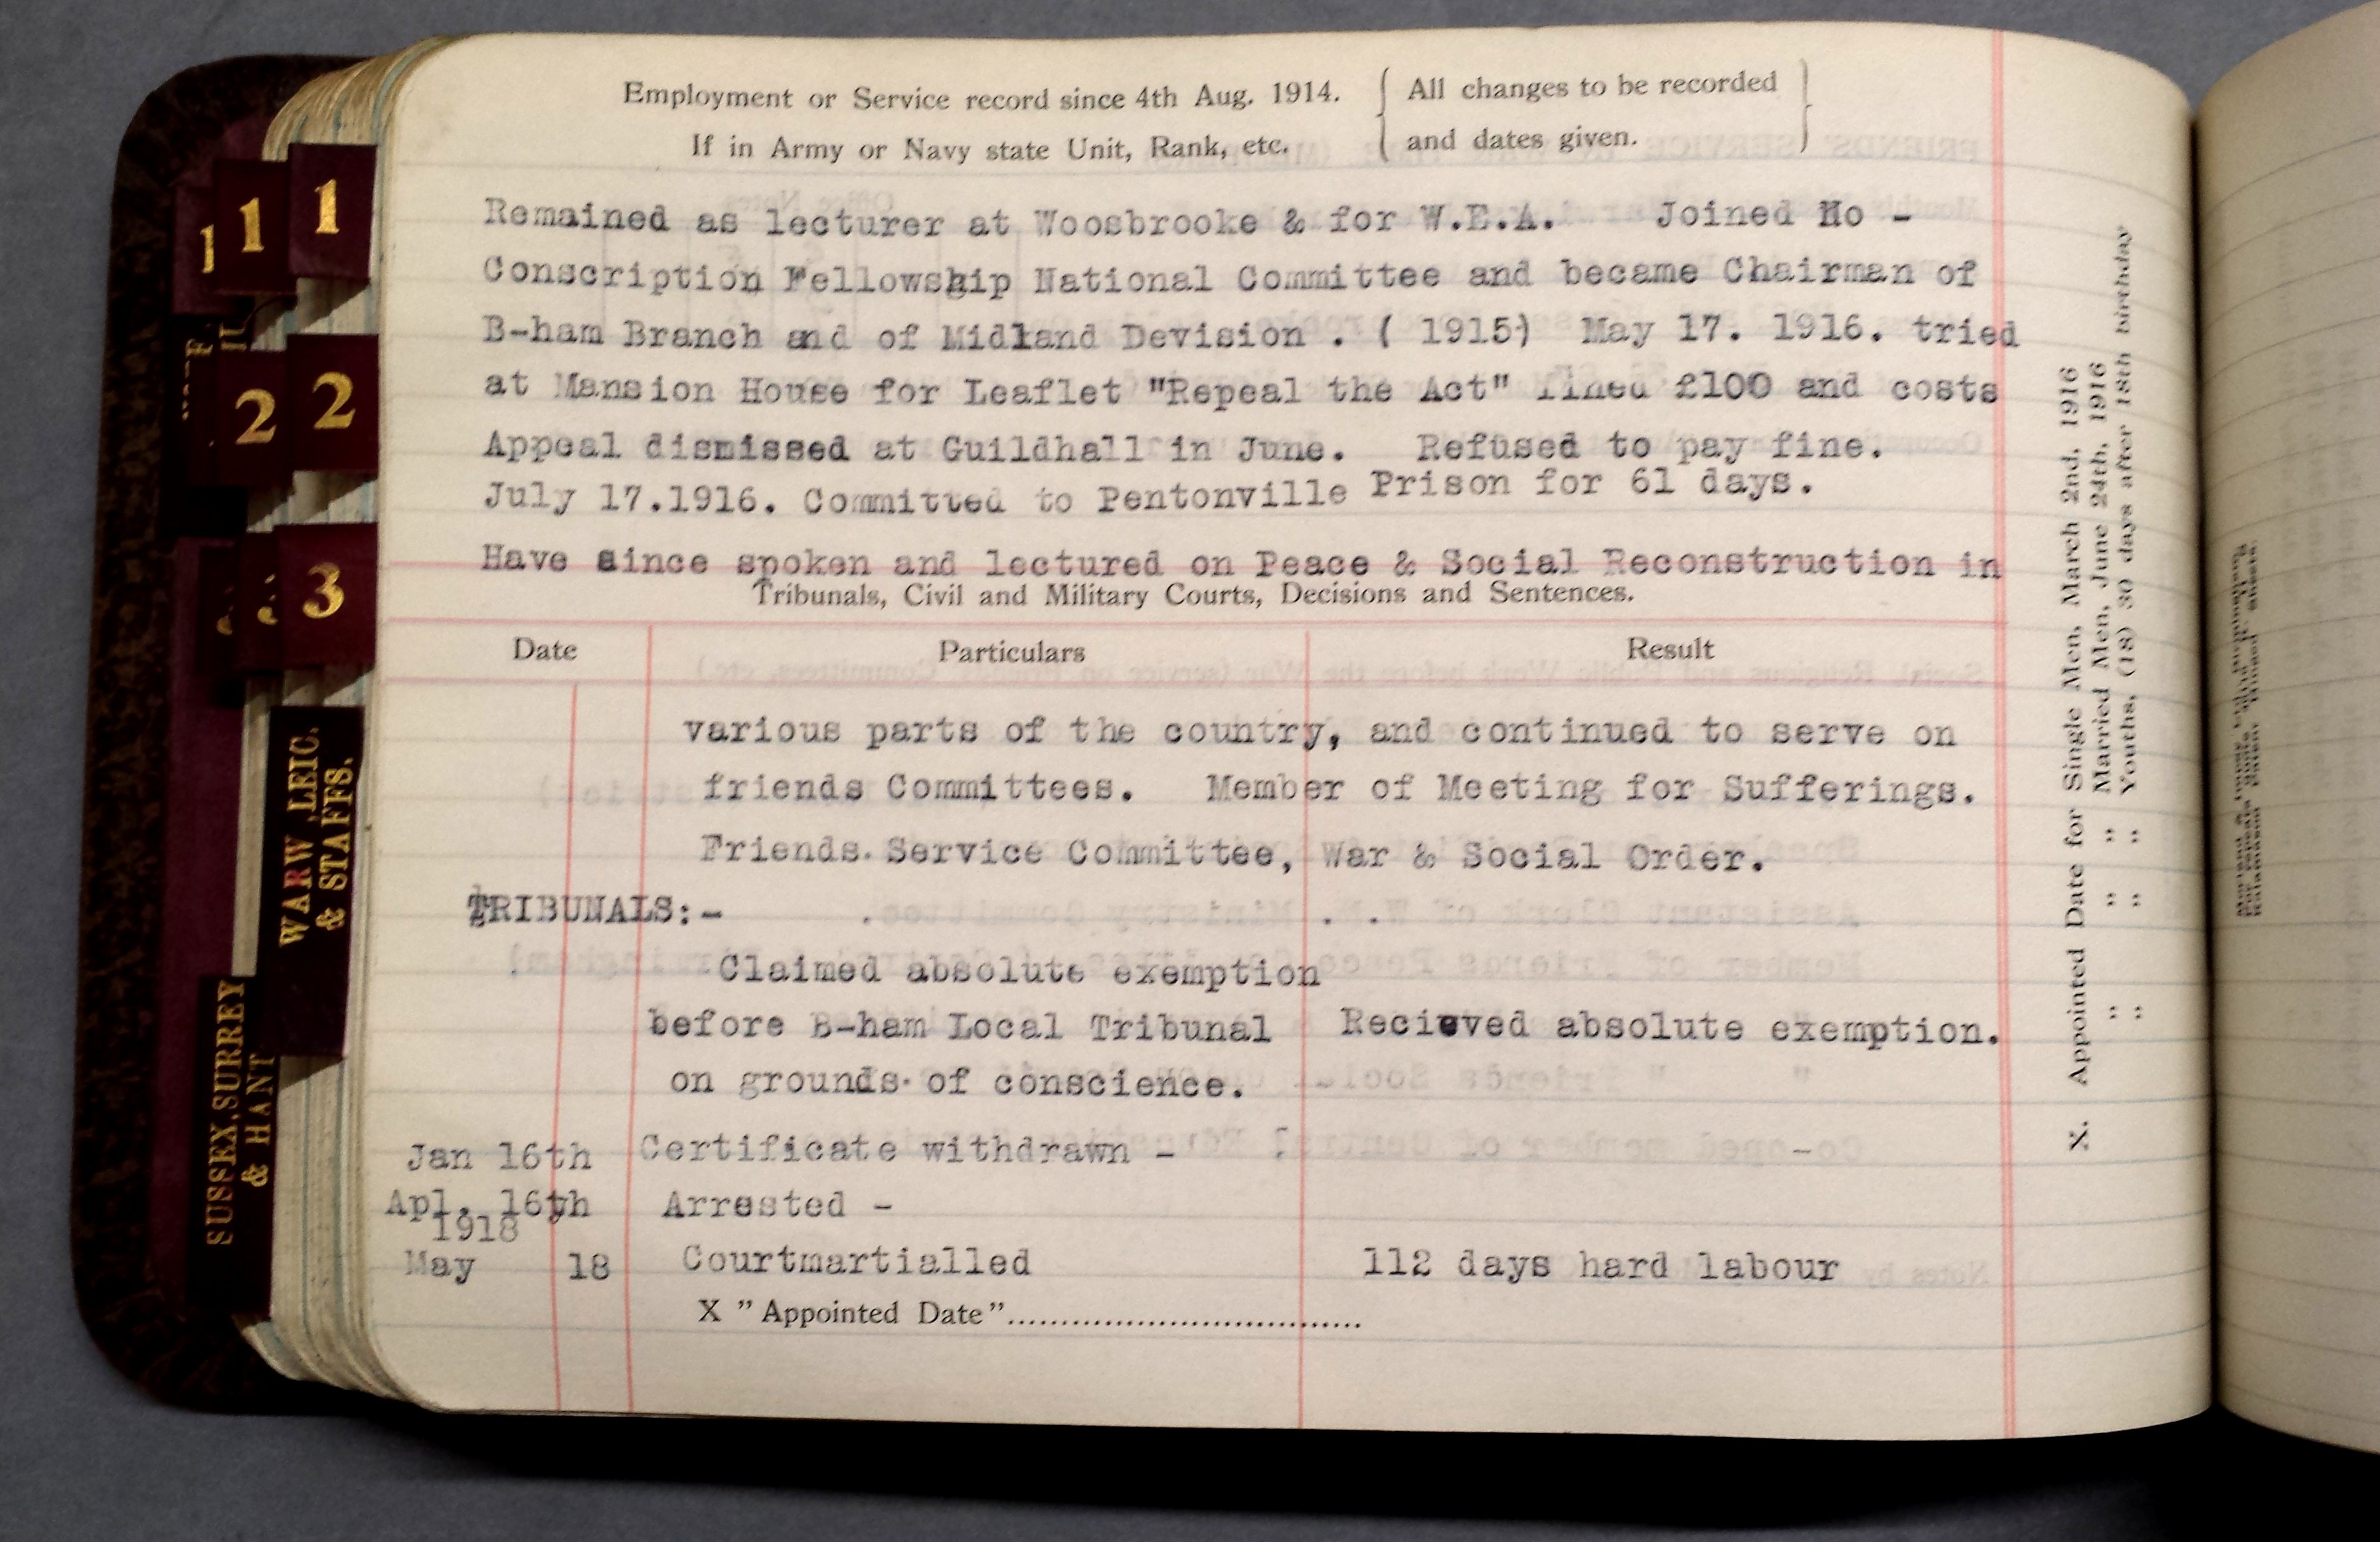 Employment or Service record since 4th Aug. 1914. { All changes to be recorded }
If in Army or Navy state Unit, Rank, etc. { and dates given. }
Remained as lecturer at Woosbrooke & for W.E.A. Joined No -
Conscription Fellowship National Committee and became Chairman of
B-ham Branch and of Midland Devision . ( 1915) May 17. 1916. tried
at Mansion House for Leaflet "Repeal the Act" fined £100 and costs
Appeal dismissed at Guildhall in June. Refused to pay fine.
July 17.1916. Committed to Pentonville Prison for 61 days.
Have since spoken and lectured on Peace & Social Reconstruction in
Tribunals, Civil and Military Courts, Decisions and Sentences.
Date Particulars Result
various parts of the country, and continued to serve on
friends Committees. Member of Meeting for Sufferings.
Friends. Service Committee, War & Social Order.
TRIBUNALS:-
Claimed absolute exemption
before B-ham Local Tribunal Recieved absolute exemption.
on grounds of conscience.
Jan 16th Certificate withdrawn -
Apl. 16th Arrested -
1918
May 18 Courtmartialled 112 days hard labour
X "Appointed Date"..................................
X. Appointed Date for Single Men, March 2nd, 1916
" " " Married Men, June 24th, 1916
" " " Youths, (18) 30 days after 18th birthday
1 1 1
2 2
3
WARW ,LEIC.
& STAFFS.
SUSSEX,SURREY
& HANT